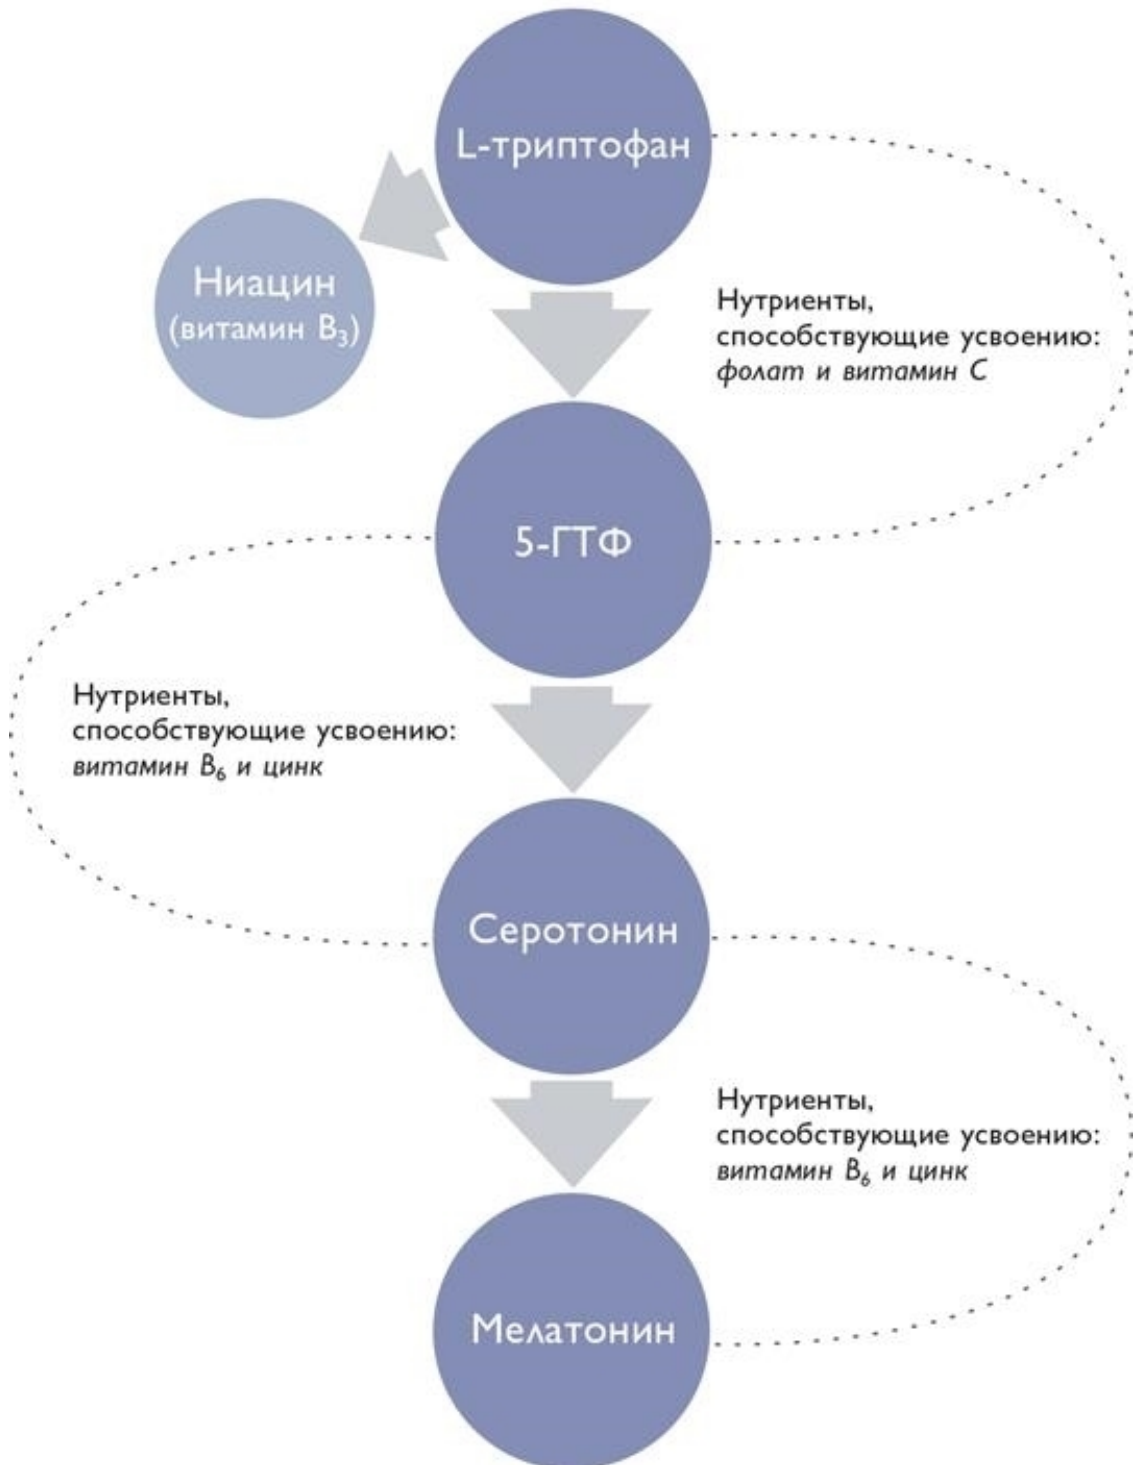 L-триптофан
Ниацин
(витамин B₃)
Нутриенты,
способствующие усвоению:
фолат и витамин С
5-ГТФ
Нутриенты,
способствующие усвоению:
витамин B₆ и цинк
Серотонин
Нутриенты,
способствующие усвоению:
витамин B₆ и цинк
Мелатонин